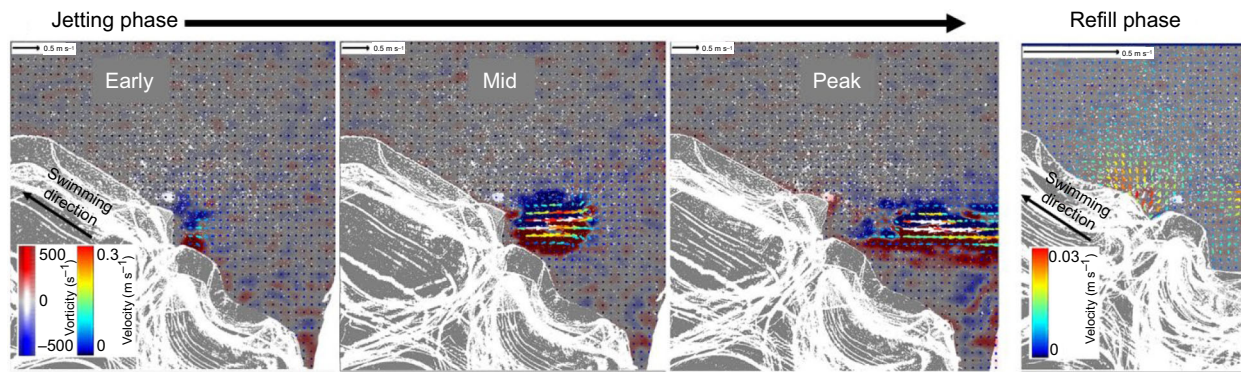 Jetting phase
Refill phase
0.5 m s⁻¹
0.5 m s⁻¹
0.5 m s⁻¹
0.5 m s⁻¹
Early
Mid
Peak
Swimming
direction
500
0
–500
Vorticity (s⁻¹)
0.3
0
Velocity (m s⁻¹)
Swimming
direction
0.03
0
Velocity (m s⁻¹)